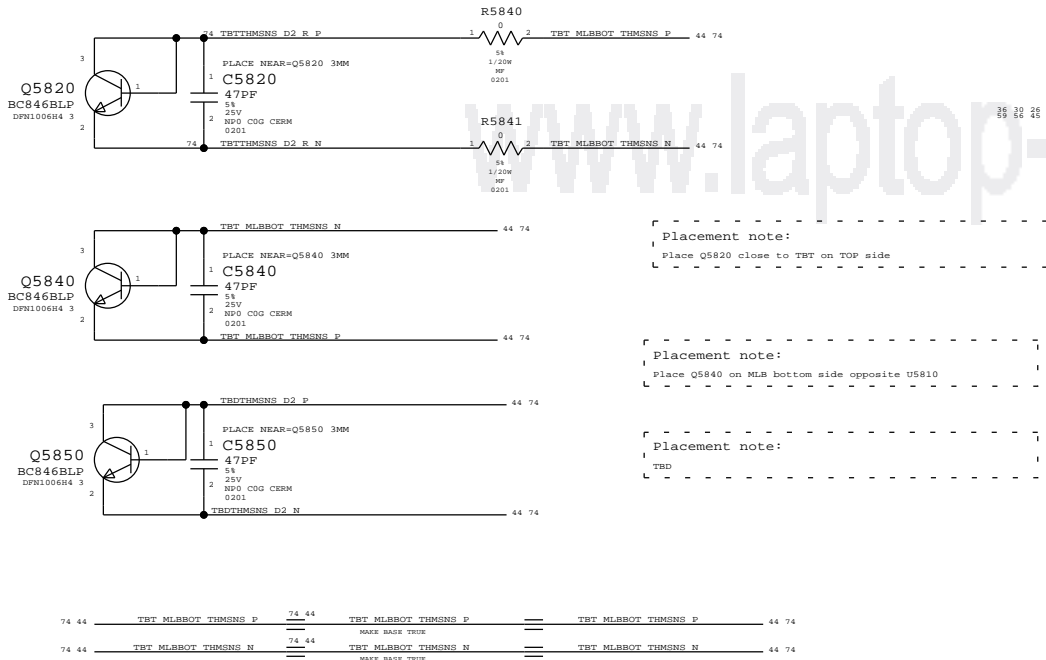 R5840
0
74 TBTTHMSNS D2 R P
1 2 TBT MLBBOT THMSNS P 44 74
5%
1/20W
MF
0201
3
PLACE NEAR=Q5820 3MM
1 C5820
47PF
5%
25V
NP0 C0G CERM
0201
2
Q5820
BC846BLP
DFN1006H4 3
1
2
36 30 26
59 56 45
www.laptop-
R5841
0
74 TBTTHMSNS D2 R N
1 2 TBT MLBBOT THMSNS N 44 74
5%
1/20W
MF
0201
TBT MLBBOT THMSNS N 44 74
Placement note:
Place Q5820 close to TBT on TOP side
3
PLACE NEAR=Q5840 3MM
1 C5840
47PF
5%
25V
NP0 C0G CERM
0201
2
Q5840
BC846BLP
DFN1006H4 3
1
2
TBT MLBBOT THMSNS P 44 74
Placement note:
Place Q5840 on MLB bottom side opposite U5810
TBDTHMSNS D2 P 44 74
3
PLACE NEAR=Q5850 3MM
1 C5850
47PF
5%
25V
NP0 C0G CERM
0201
2
Q5850
BC846BLP
DFN1006H4 3
1
2
TBDTHMSNS D2 N 44 74
Placement note:
TBD
74 44 TBT MLBBOT THMSNS P 74 44 TBT MLBBOT THMSNS P TBT MLBBOT THMSNS P 44 74
MAKE BASE TRUE
74 44 TBT MLBBOT THMSNS N 74 44 TBT MLBBOT THMSNS N TBT MLBBOT THMSNS N 44 74
MAKE BASE TRUE